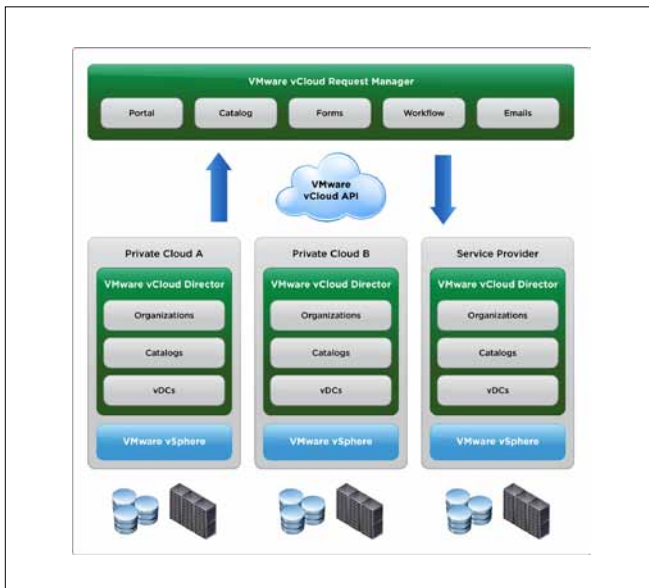 VMware vCloud Request Manager
Portal
Catalog
Forms
Workflow
Emails
VMware
vCloud API
Private Cloud A
VMware vCloud Director
Organizations
Catalogs
vDCs
VMware vSphere
Private Cloud B
VMware vCloud Director
Organizations
Catalogs
vDCs
VMware vSphere
Service Provider
VMware vCloud Director
Organizations
Catalogs
vDCs
VMware vSphere